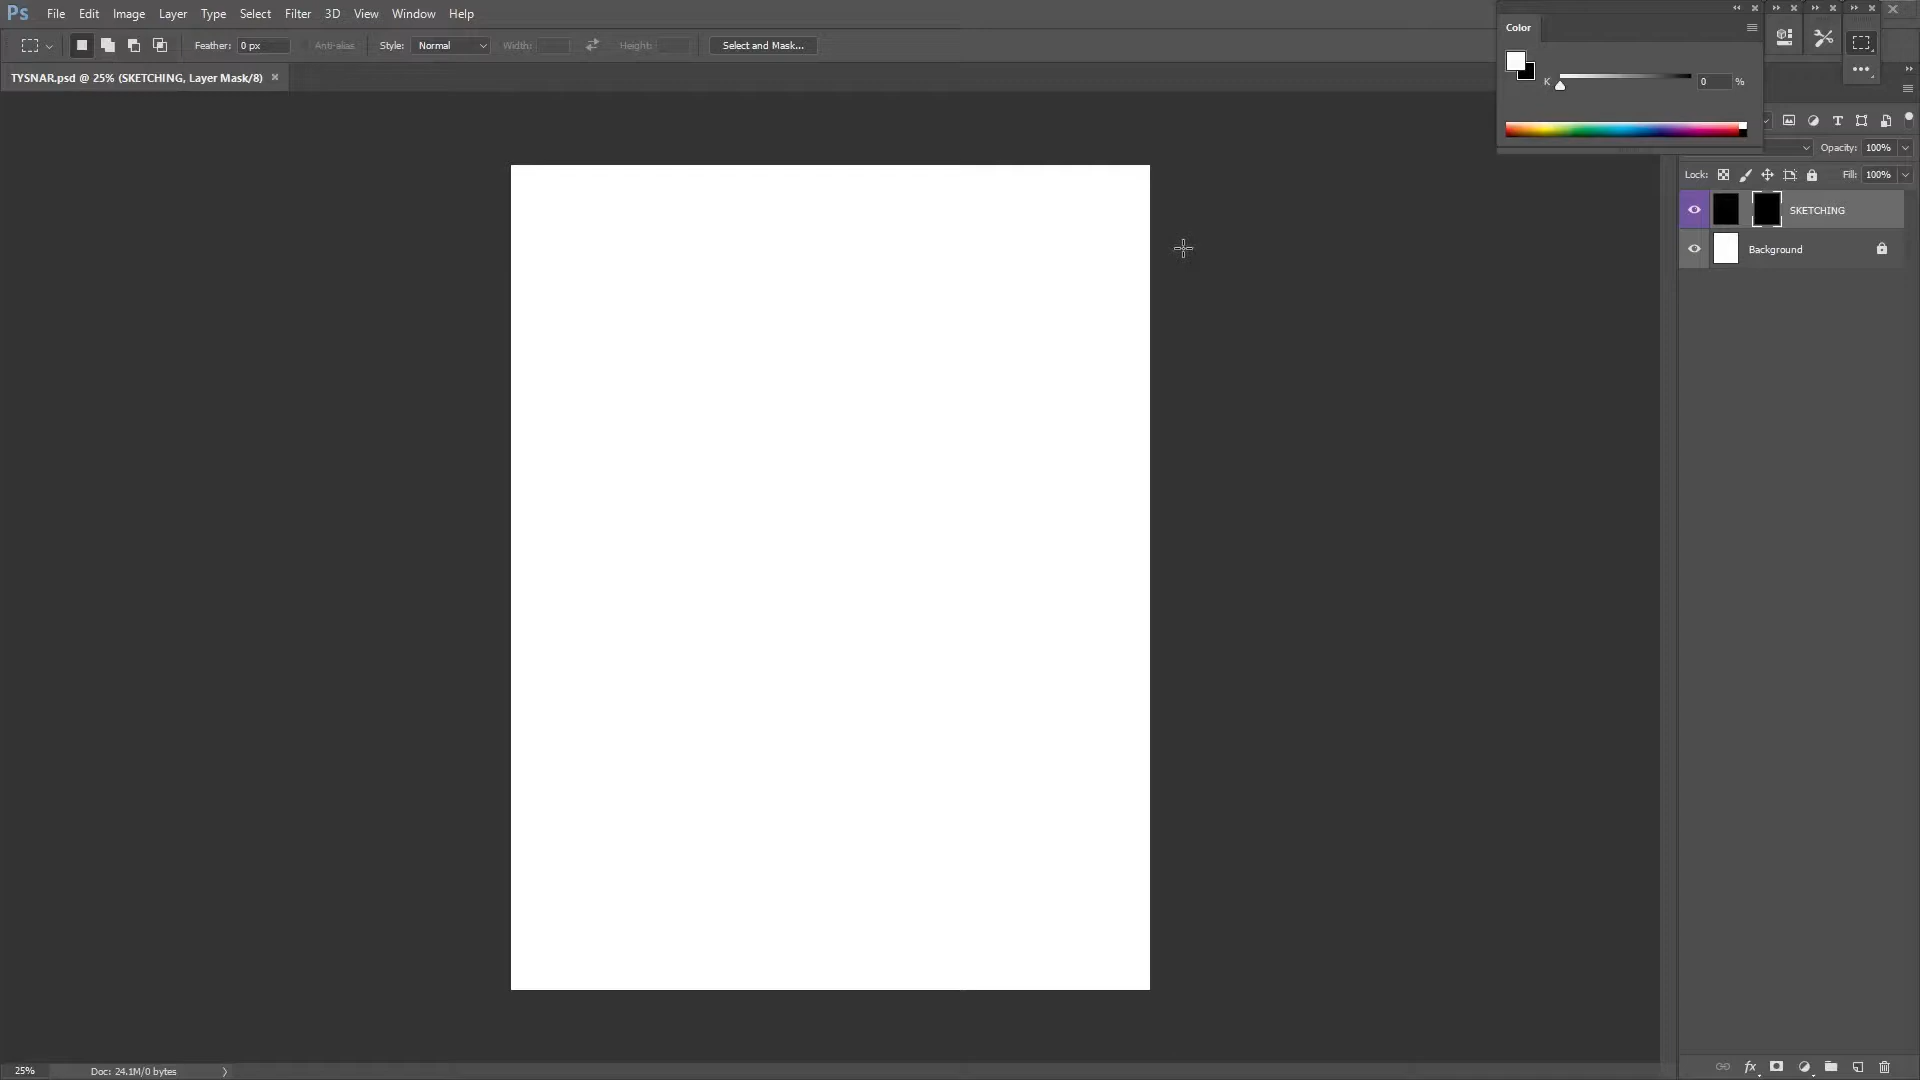 Ps File Edit Image Layer Type Select Filter 3D View Window Help
Feather: 0 px Anti-alias Style: Normal Width: Height: Select and Mask...
TYSNAR.psd @ 25% (SKETCHING, Layer Mask/8)
Color
K 0 %
Opacity: 100%
Lock: Fill: 100%
SKETCHING
Background
25% Doc: 24.1M/0 bytes
fx